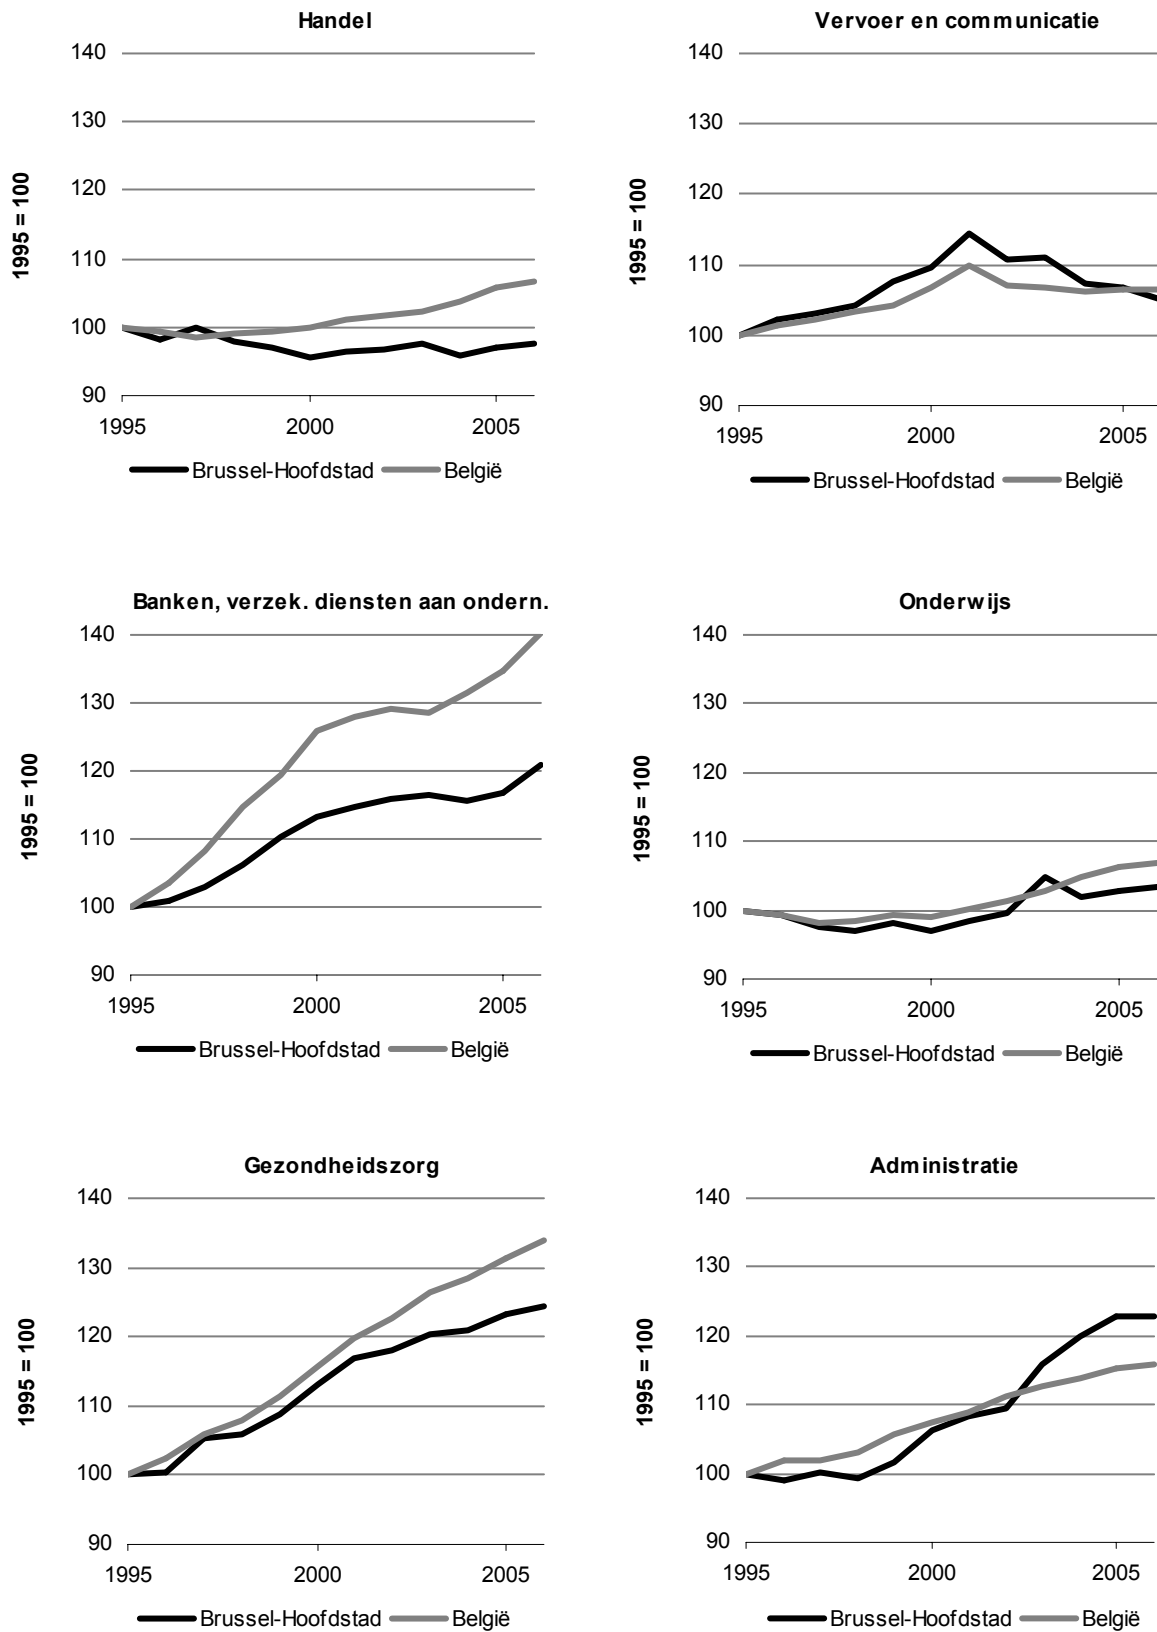 Handel
1995 = 100
140
130
120
110
100
90
1995 2000 2005
Brussel-Hoofdstad België
Vervoer en communicatie
1995 = 100
140
130
120
110
100
90
1995 2000 2005
Brussel-Hoofdstad België
Banken, verzek. diensten aan ondern.
1995 = 100
140
130
120
110
100
90
1995 2000 2005
Brussel-Hoofdstad België
Onderwijs
1995 = 100
140
130
120
110
100
90
1995 2000 2005
Brussel-Hoofdstad België
Gezondheidszorg
1995 = 100
140
130
120
110
100
90
1995 2000 2005
Brussel-Hoofdstad België
Administratie
1995 = 100
140
130
120
110
100
90
1995 2000 2005
Brussel-Hoofdstad België